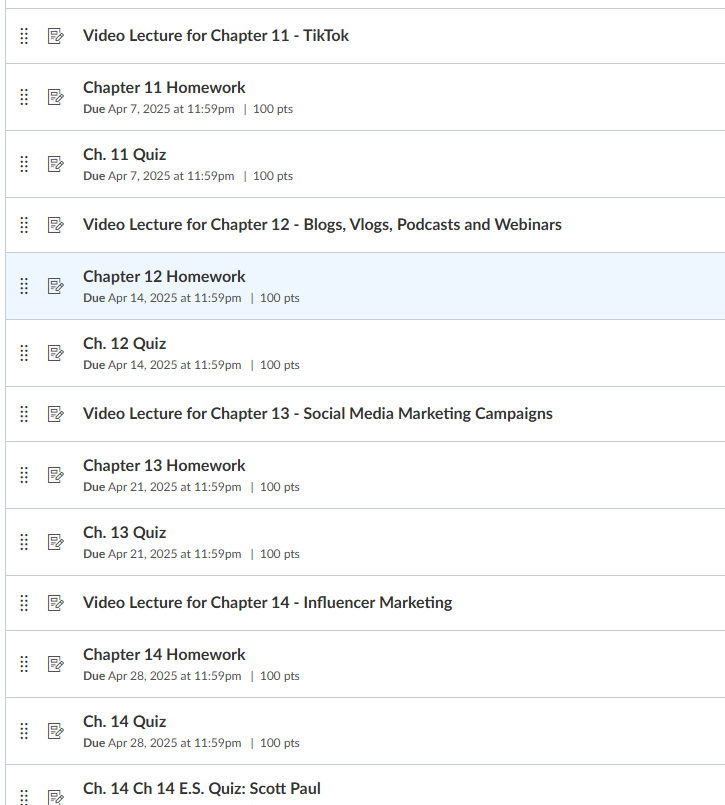 Video Lecture for Chapter 11 - TikTok
Chapter 11 Homework
Due Apr 7, 2025 at 11:59pm | 100 pts
Ch. 11 Quiz
Due Apr 7, 2025 at 11:59pm | 100 pts
Video Lecture for Chapter 12 - Blogs, Vlogs, Podcasts and Webinars
Chapter 12 Homework
Due Apr 14, 2025 at 11:59pm | 100 pts
Ch. 12 Quiz
Due Apr 14, 2025 at 11:59pm | 100 pts
Video Lecture for Chapter 13 - Social Media Marketing Campaigns
Chapter 13 Homework
Due Apr 21, 2025 at 11:59pm | 100 pts
Ch. 13 Quiz
Due Apr 21, 2025 at 11:59pm | 100 pts
Video Lecture for Chapter 14 - Influencer Marketing
Chapter 14 Homework
Due Apr 28, 2025 at 11:59pm | 100 pts
Ch. 14 Quiz
Due Apr 28, 2025 at 11:59pm | 100 pts
Ch. 14 Ch 14 E.S. Quiz: Scott Paul